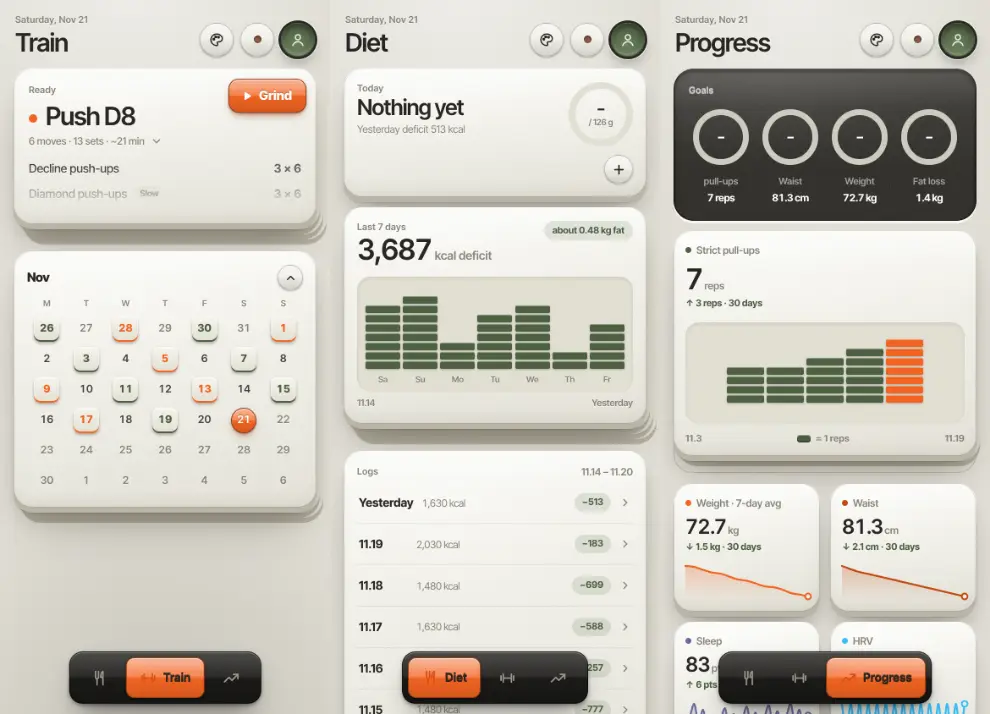 Saturday, Nov 21
Train
Ready
Grind
Push D8
6 moves · 13 sets · ~21 min
Decline push-ups 3 × 6
Diamond push-ups Slow 3 × 6
Nov
M T W T F S S
26 27 28 29 30 31 1
2 3 4 5 6 7 8
9 10 11 12 13 14 15
16 17 18 19 20 21 22
23 24 25 26 27 28 29
30 1 2 3 4 5 6
Train
Saturday, Nov 21
Diet
Today
Nothing yet
Yesterday deficit 513 kcal
-
/ 126 g
Last 7 days
about 0.48 kg fat
3,687 kcal deficit
Sa Su Mo Tu We Th Fr
11.14 Yesterday
Logs 11.14 – 11.20
Yesterday 1,630 kcal −513
11.19 2,030 kcal −183
11.18 1,480 kcal −699
11.17 1,630 kcal −588
11.16 257
11.15 1,480 kcal −777
Diet
Saturday, Nov 21
Progress
Goals
- - - -
pull-ups Waist Weight Fat loss
7 reps 81.3 cm 72.7 kg 1.4 kg
Strict pull-ups
7 reps
↑ 3 reps · 30 days
11.3 = 1 reps 11.19
Weight · 7-day avg
72.7 kg
↓ 1.5 kg · 30 days
Waist
81.3 cm
↓ 2.1 cm · 30 days
Sleep
83
↑ 6 pts
HRV
Progress